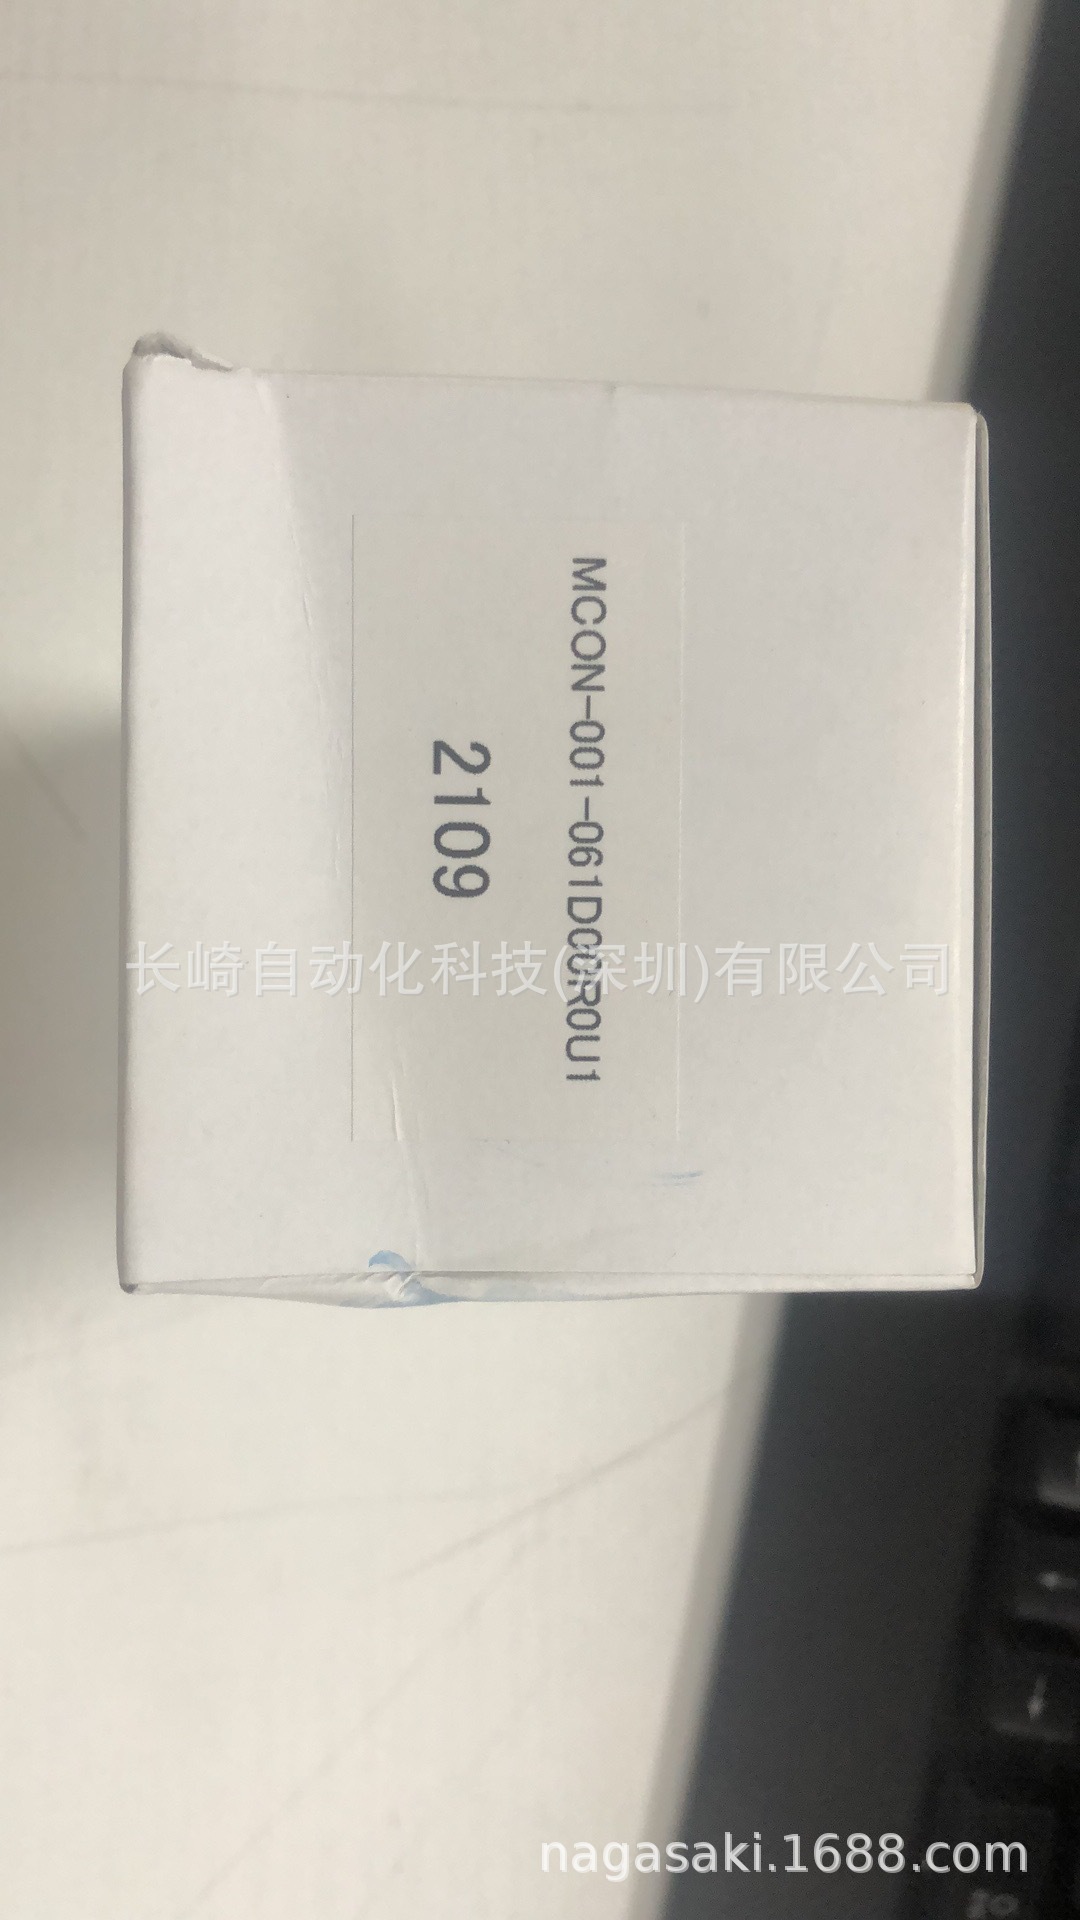 MCON-001-061D00R0U1
2109
长崎自动化科技(深圳)有限公司
nagasaki.1688.com